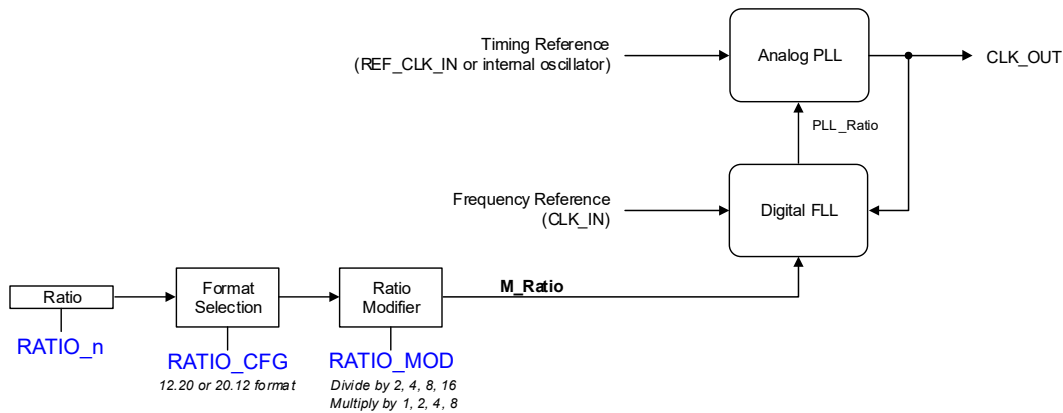 Timing Reference
(REF_CLK_IN or internal oscillator)
Analog PLL
CLK_OUT
PLL_Ratio
Frequency Reference
(CLK_IN)
Digital FLL
Ratio
Format
Selection
Ratio
Modifier
M_Ratio
RATIO_n
RATIO_CFG
12.20 or 20.12 format
RATIO_MOD
Divide by 2, 4, 8, 16
Multiply by 1, 2, 4, 8